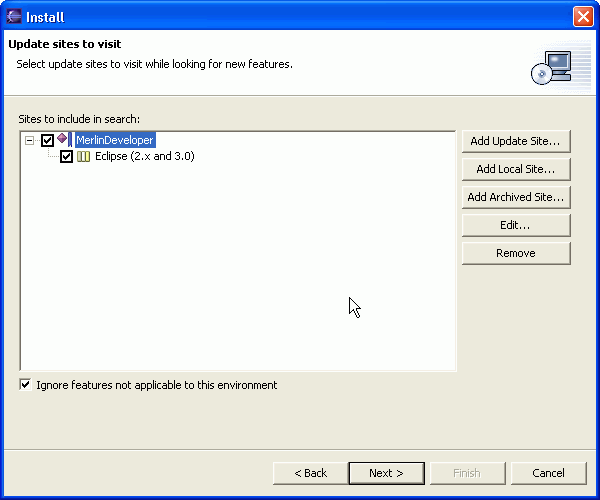 Install
Update sites to visit
Select update sites to visit while looking for new features.
Sites to include in search:
MerlinDeveloper
Eclipse (2.x and 3.0)
Add Update Site...
Add Local Site...
Add Archived Site...
Edit...
Remove
Ignore features not applicable to this environment
< Back
Next >
Finish
Cancel